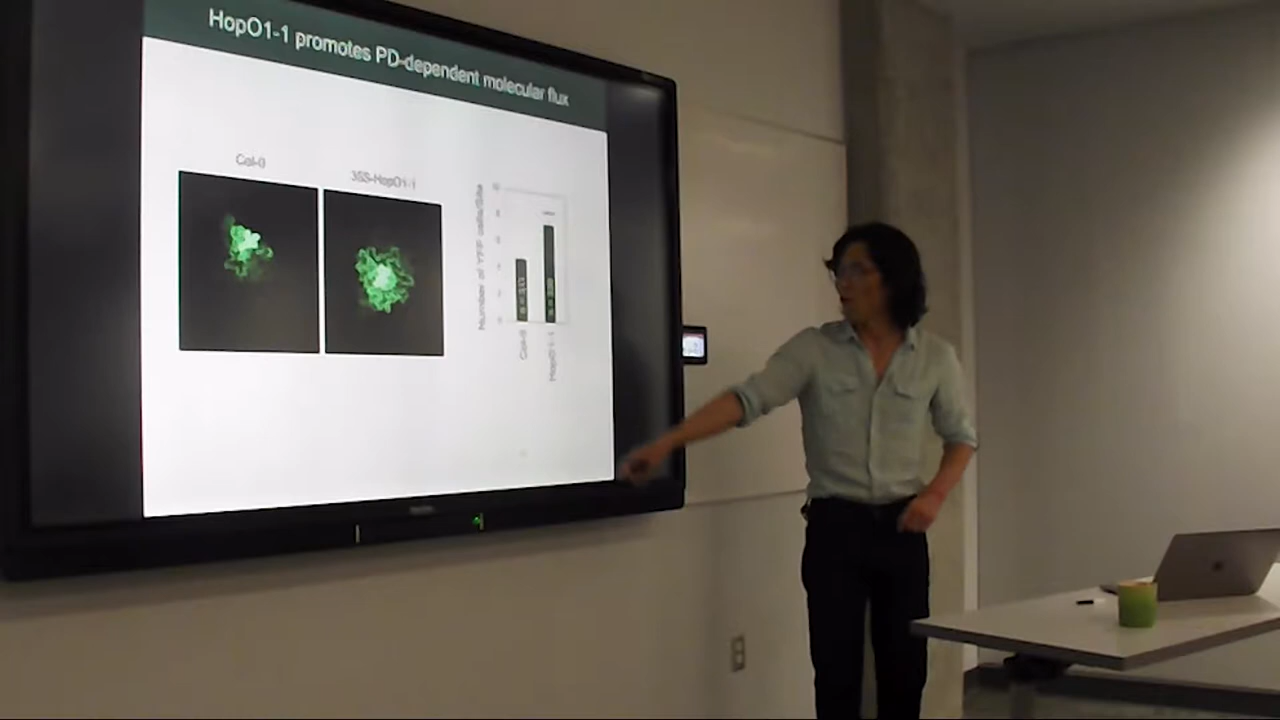 HopO1-1 promotes PD-dependent molecular flux
Col-0
35S-HopO1-1
Number of YFP cells/Site
Col-0
HopO1-1